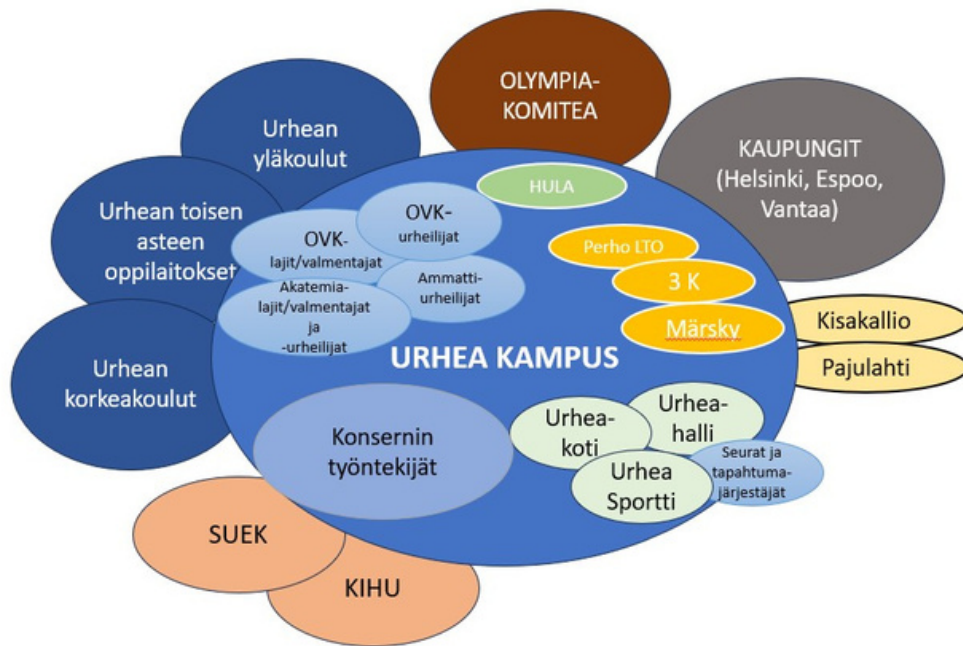 OLYMPIA-
KOMITEA
Urhean
yläkoulut
KAUPUNGIT
(Helsinki, Espoo,
Vantaa)
HULA
Urhean toisen
asteen
oppilaitokset
OVK-
urheilijat
OVK-
lajit/valmentajat
Perho LTO
Ammatti-
urheilijat
3 K
Akatemia-
lajit/valmentajat
ja
-urheilijat
Märsky
Kisakallio
URHEA KAMPUS
Pajulahti
Urhean
korkeakoulut
Konsernin
työntekijät
Urhea-
koti
Urhea-
halli
Urhea
Sportti
Seurat ja
tapahtuma-
järjestäjät
SUEK
KIHU